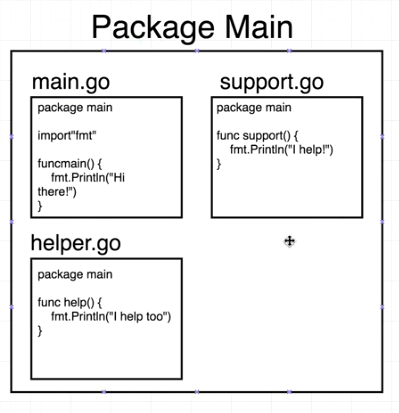 Package Main
main.go
package main
import"fmt"
funcmain() {
fmt.Println("Hi
there!")
}
support.go
package main
func support() {
fmt.Println("I help!")
}
helper.go
package main
func help() {
fmt.Println("I help too")
}